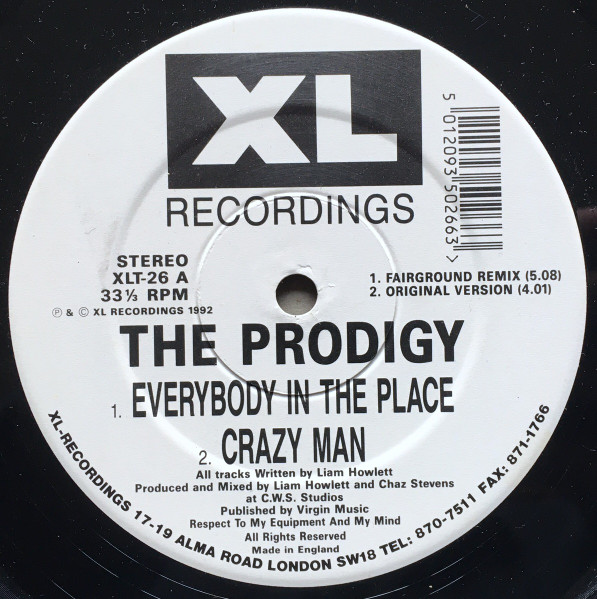 XL
RECORDINGS
5 012093 502663 >
STEREO
XLT-26 A
33⅓ RPM
℗ & © XL RECORDINGS 1992
1. FAIRGROUND REMIX (5.08)
2. ORIGINAL VERSION (4.01)
THE PRODIGY
1. EVERYBODY IN THE PLACE
2. CRAZY MAN
All tracks Written by Liam Howlett
Produced and Mixed by Liam Howlett and Chaz Stevens
at C.W.S. Studios
Published by Virgin Music
Respect To My Equipment And My Mind
All Rights Reserved
Made in England
XL-RECORDINGS 17-19 ALMA ROAD LONDON SW18 TEL: 870-7511 FAX: 871-1766